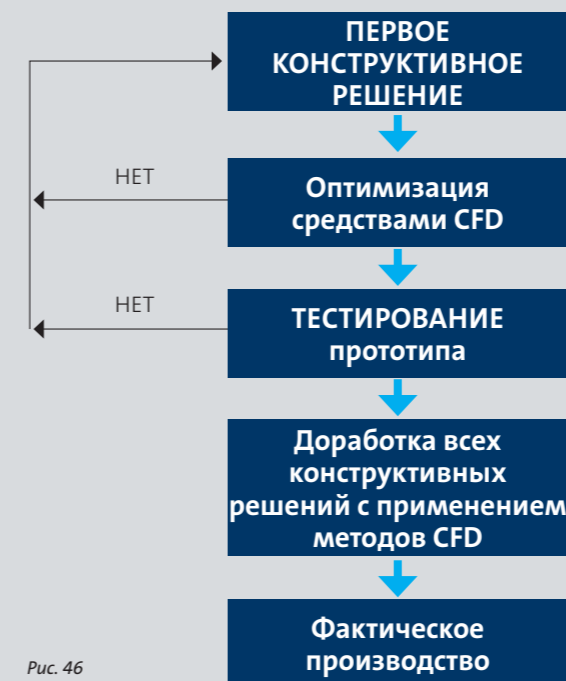 ПЕРВОЕ
КОНСТРУКТИВНОЕ
РЕШЕНИЕ
НЕТ
Оптимизация
средствами CFD
НЕТ
ТЕСТИРОВАНИЕ
прототипа
Доработка всех
конструктивных
решений с применением
методов CFD
Фактическое
производство
Рис. 46